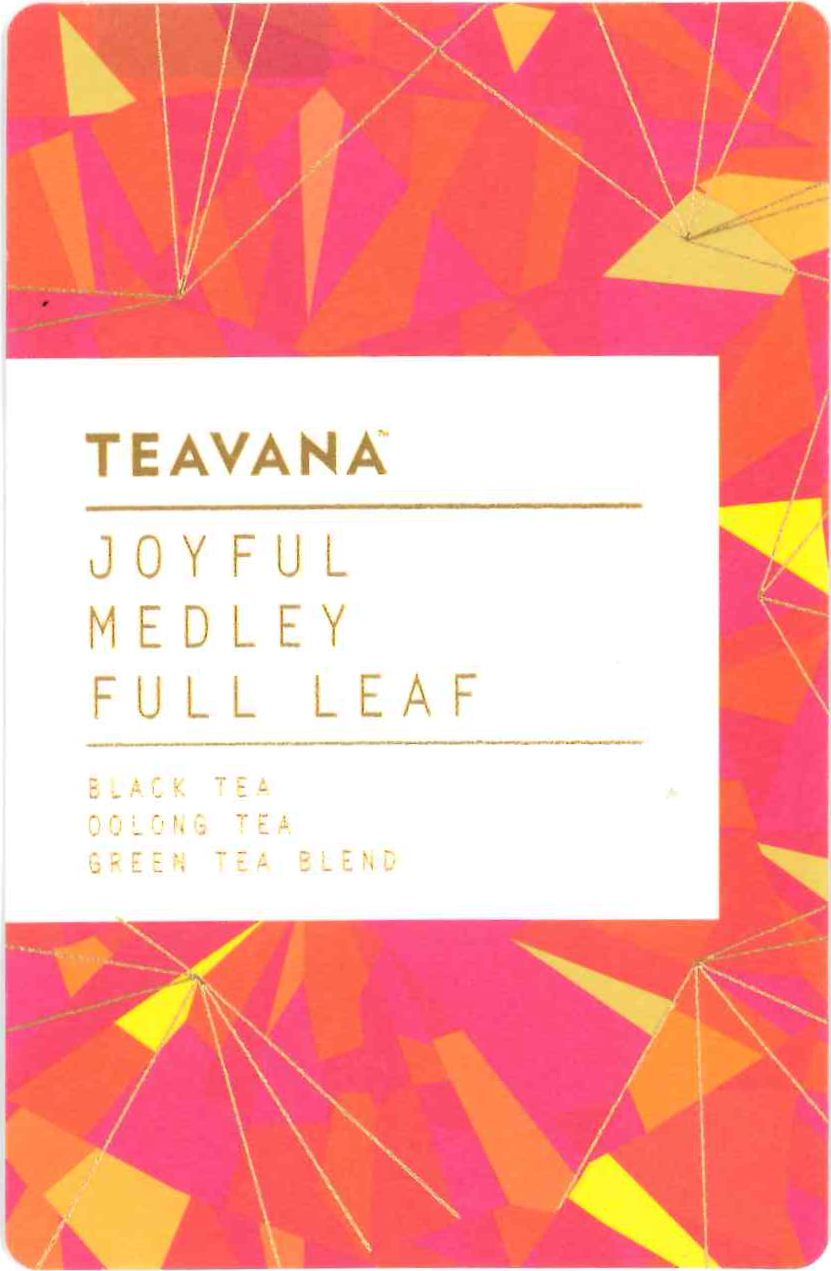 TEAVANA™
JOYFUL
MEDLEY
FULL LEAF
BLACK TEA
OOLONG TEA
GREEN TEA BLEND